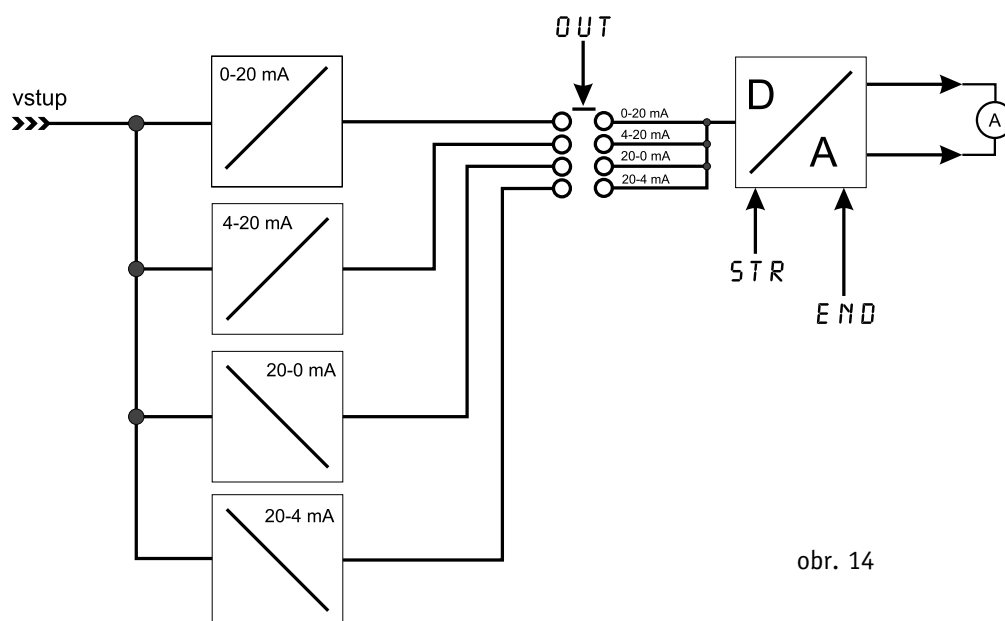 OUT
vstup
0-20 mA
4-20 mA
20-0 mA
20-4 mA
0-20 mA
4-20 mA
20-0 mA
20-4 mA
D
A
A
STR
END
obr. 14